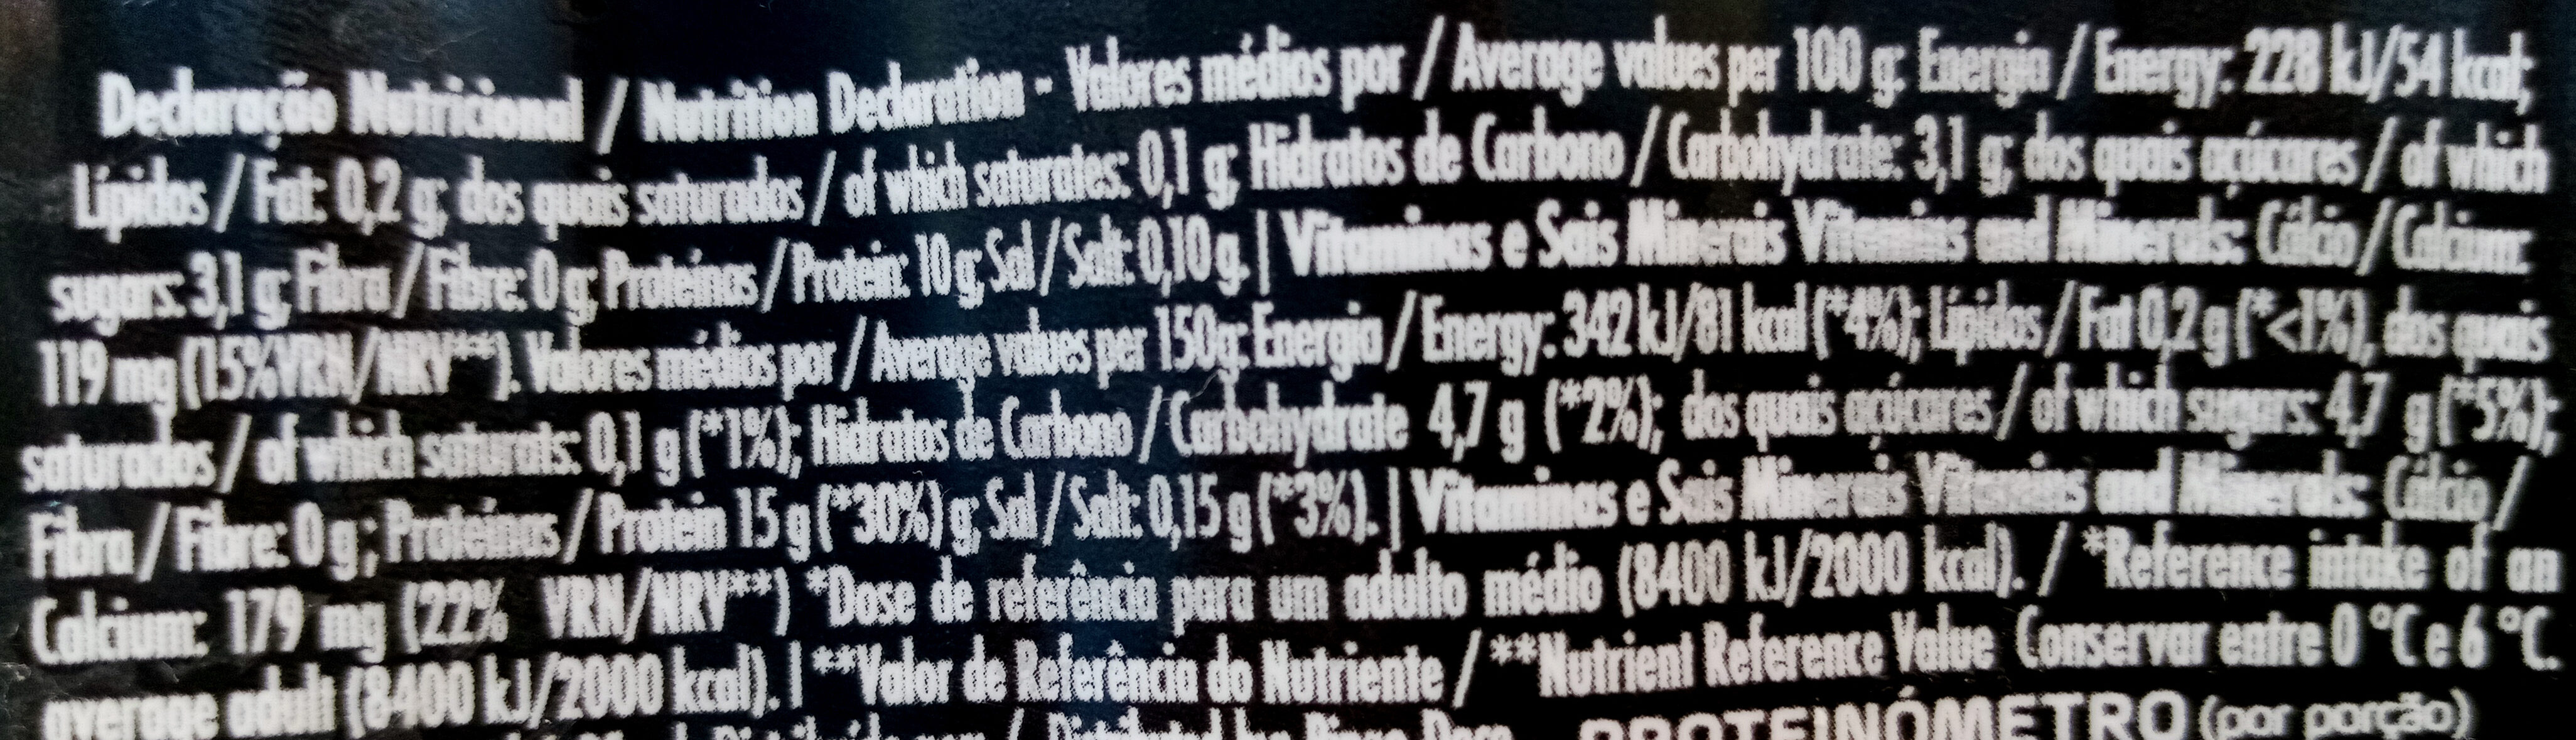 Declaração Nutricional / Nutrition Declaration - Valores médios por / Average values per 100 g: Energia / Energy: 228 kJ/54 kcal;
Lípidos / Fat: 0,2 g; dos quais saturados / of which saturates: 0,1 g; Hidratos de Carbono / Carbohydrate: 3,1 g; dos quais açúcares / of which
sugars: 3,1 g; Fibra / Fibre: 0 g; Proteínas / Protein: 10 g; Sal / Salt: 0,10 g. | Vitaminas e Sais Minerais Vitamins and Minerals: Cálcio / Calcium:
119 mg (15%VRN/NRV**). Valores médios por / Average values per 150g: Energia / Energy: 342 kJ/81 kcal (*4%); Lípidos / Fat 0,2 g (*<1%), dos quais
saturados / of which saturats: 0,1 g (*1%); Hidratos de Carbono / Carbohydrate 4,7 g (*2%); dos quais açúcares / of which sugars: 4,7 g (*5%);
Fibra / Fibre: 0 g; Proteínas / Protein 15 g (*30%) g; Sal / Salt: 0,15 g (*3%). | Vitaminas e Sais Minerais Vitamins and Minerals: Cálcio /
Calcium: 179 mg (22% VRN/NRV**) *Dose de referência para um adulto médio (8400 kJ/2000 kcal). / *Reference intake of an
average adult (8400 kJ/2000 kcal). | **Valor de Referência do Nutriente / **Nutrient Reference Value Conservar entre 0 °C e 6 °C.
PROTEINÓMETRO (por porção)